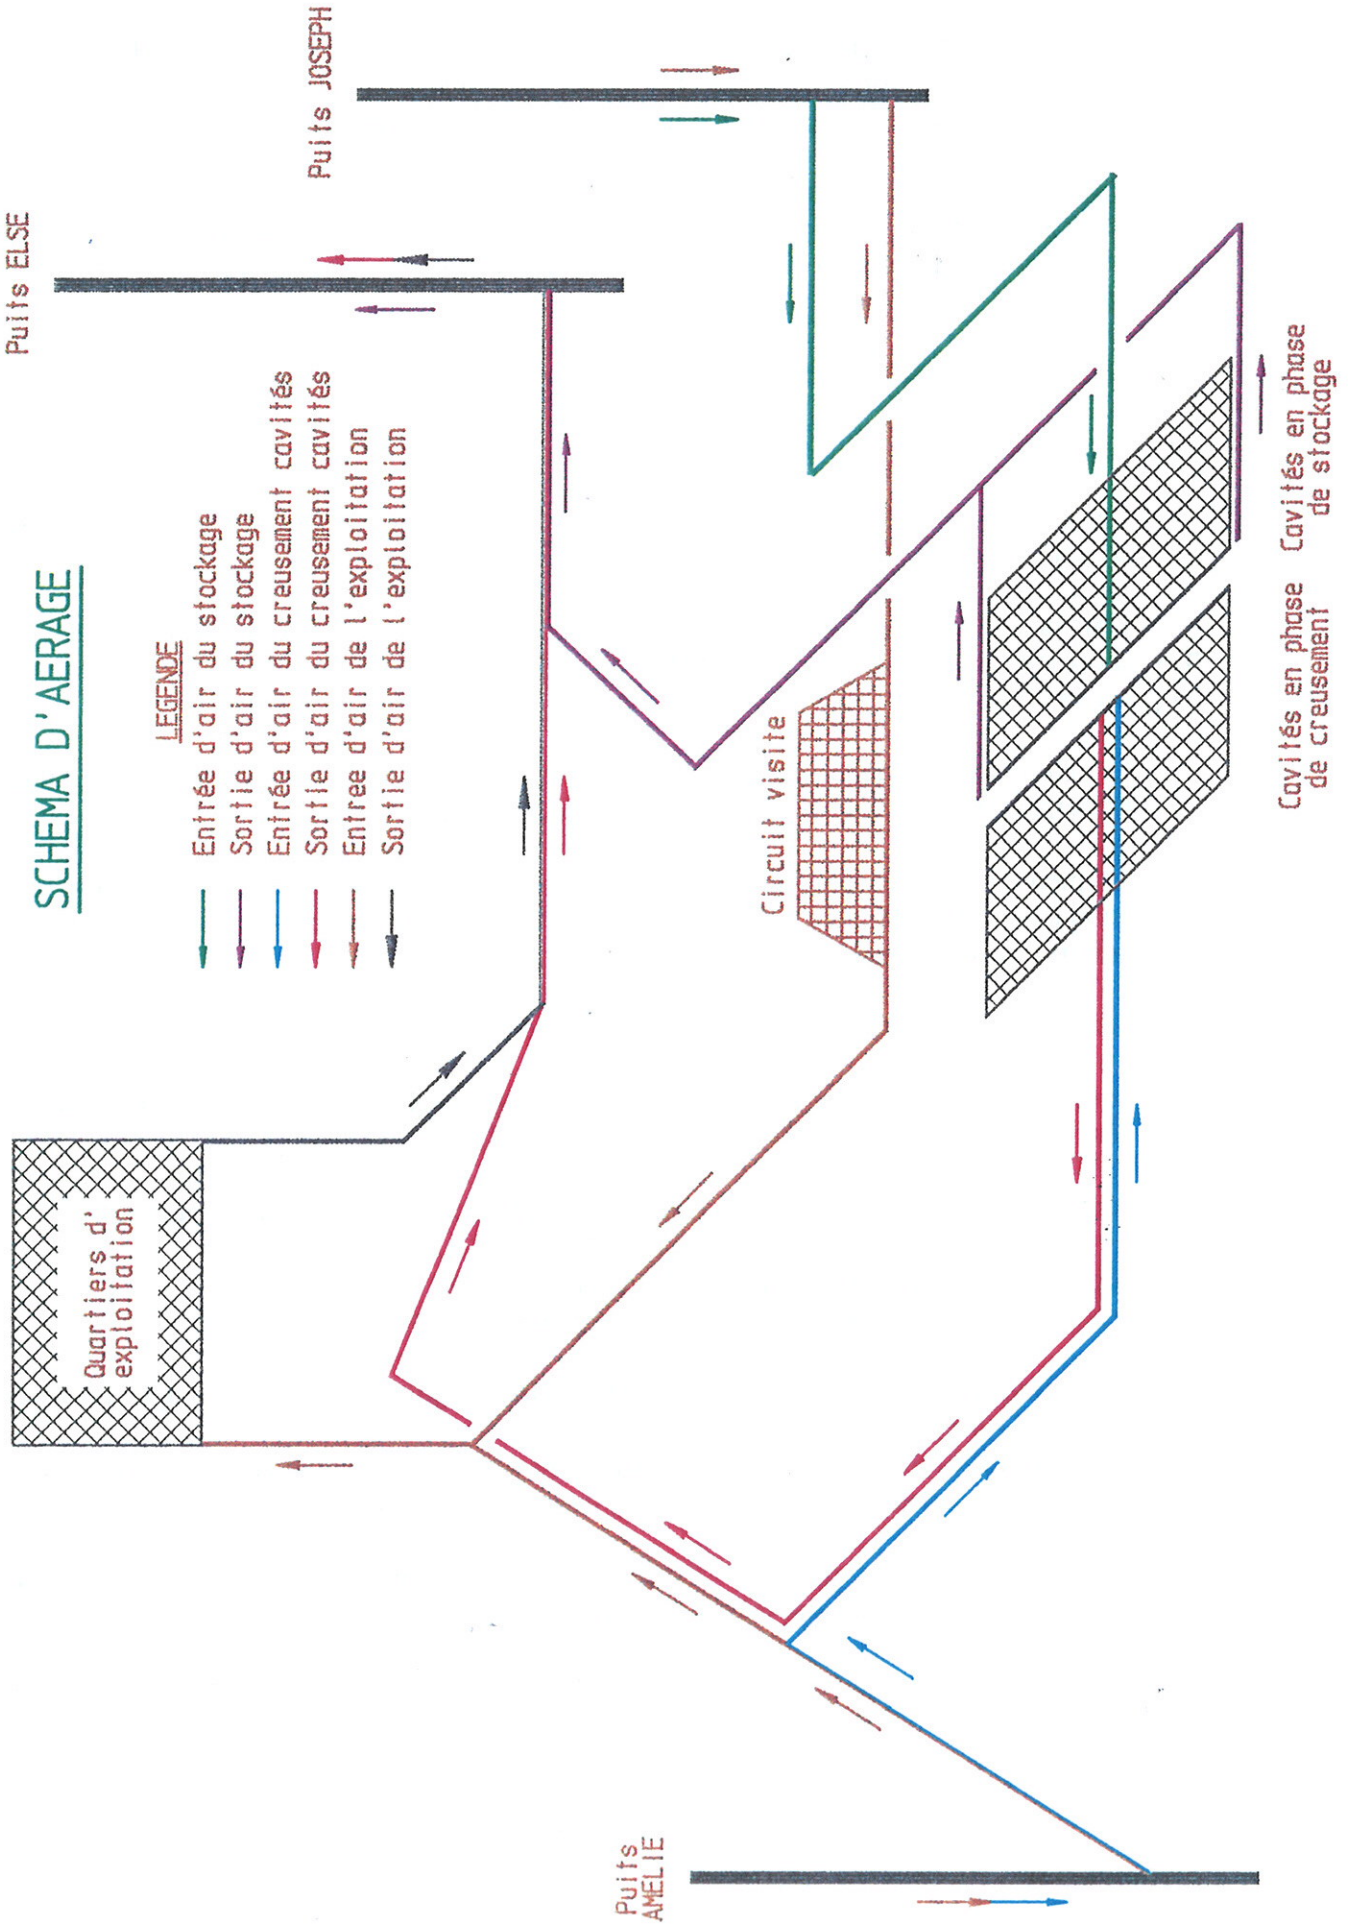 SCHEMA D'AERAGE
LEGENDE
Entrée d'air du stockage
Sortie d'air du stockage
Entrée d'air du creusement cavités
Sortie d'air du creusement cavités
Entree d'air de l'exploitation
Sortie d'air de l'exploitation
Quartiers d'
exploitation
Puits ELSE
Puits JOSEPH
Puits
AMELIE
Circuit visite
Cavités en phase
de creusement
Cavités en phase
de stockage